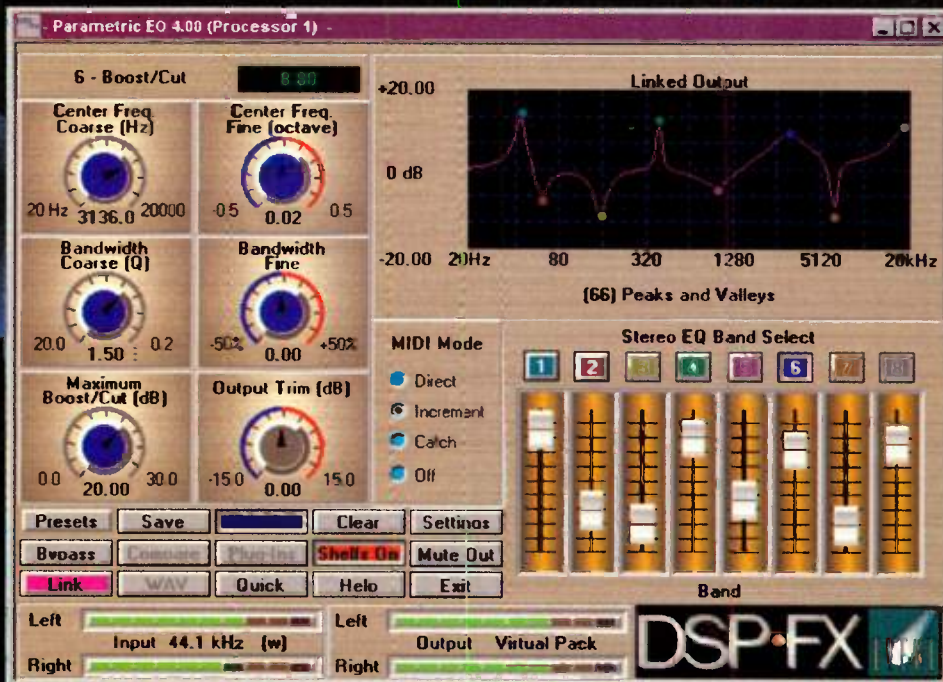 Parametric EQ 4.00 (Processor 1) -
6 - Boost/Cut
8.80
Center Freq. Coarse (Hz)
20 Hz 3136.0 20000
Center Freq. Fine (octave)
-0.5 0.02 0.5
Bandwidth Coarse (Q)
20.0 1.50 0.2
Bandwidth Fine
-50% 0.00 +50%
Maximum Boost/Cut (dB)
0.0 20.00 30.0
Output Trim (dB)
-15.0 0.00 15.0
Presets Save Clear Settings
Bypass Compare Plug-Ins Shelfs On Mute Out
Link WAV Quick Help Exit
Linked Output
+20.00
0 dB
-20.00 20Hz 80 320 1280 5120 20kHz
(66) Peaks and Valleys
MIDI Mode
Direct
Increment
Catch
Off
Stereo EQ Band Select
1 2 3 4 5 6 7 8
Band
Left
Input 44.1 kHz (w)
Right
Left
Output Virtual Pack
Right
DSP•FX